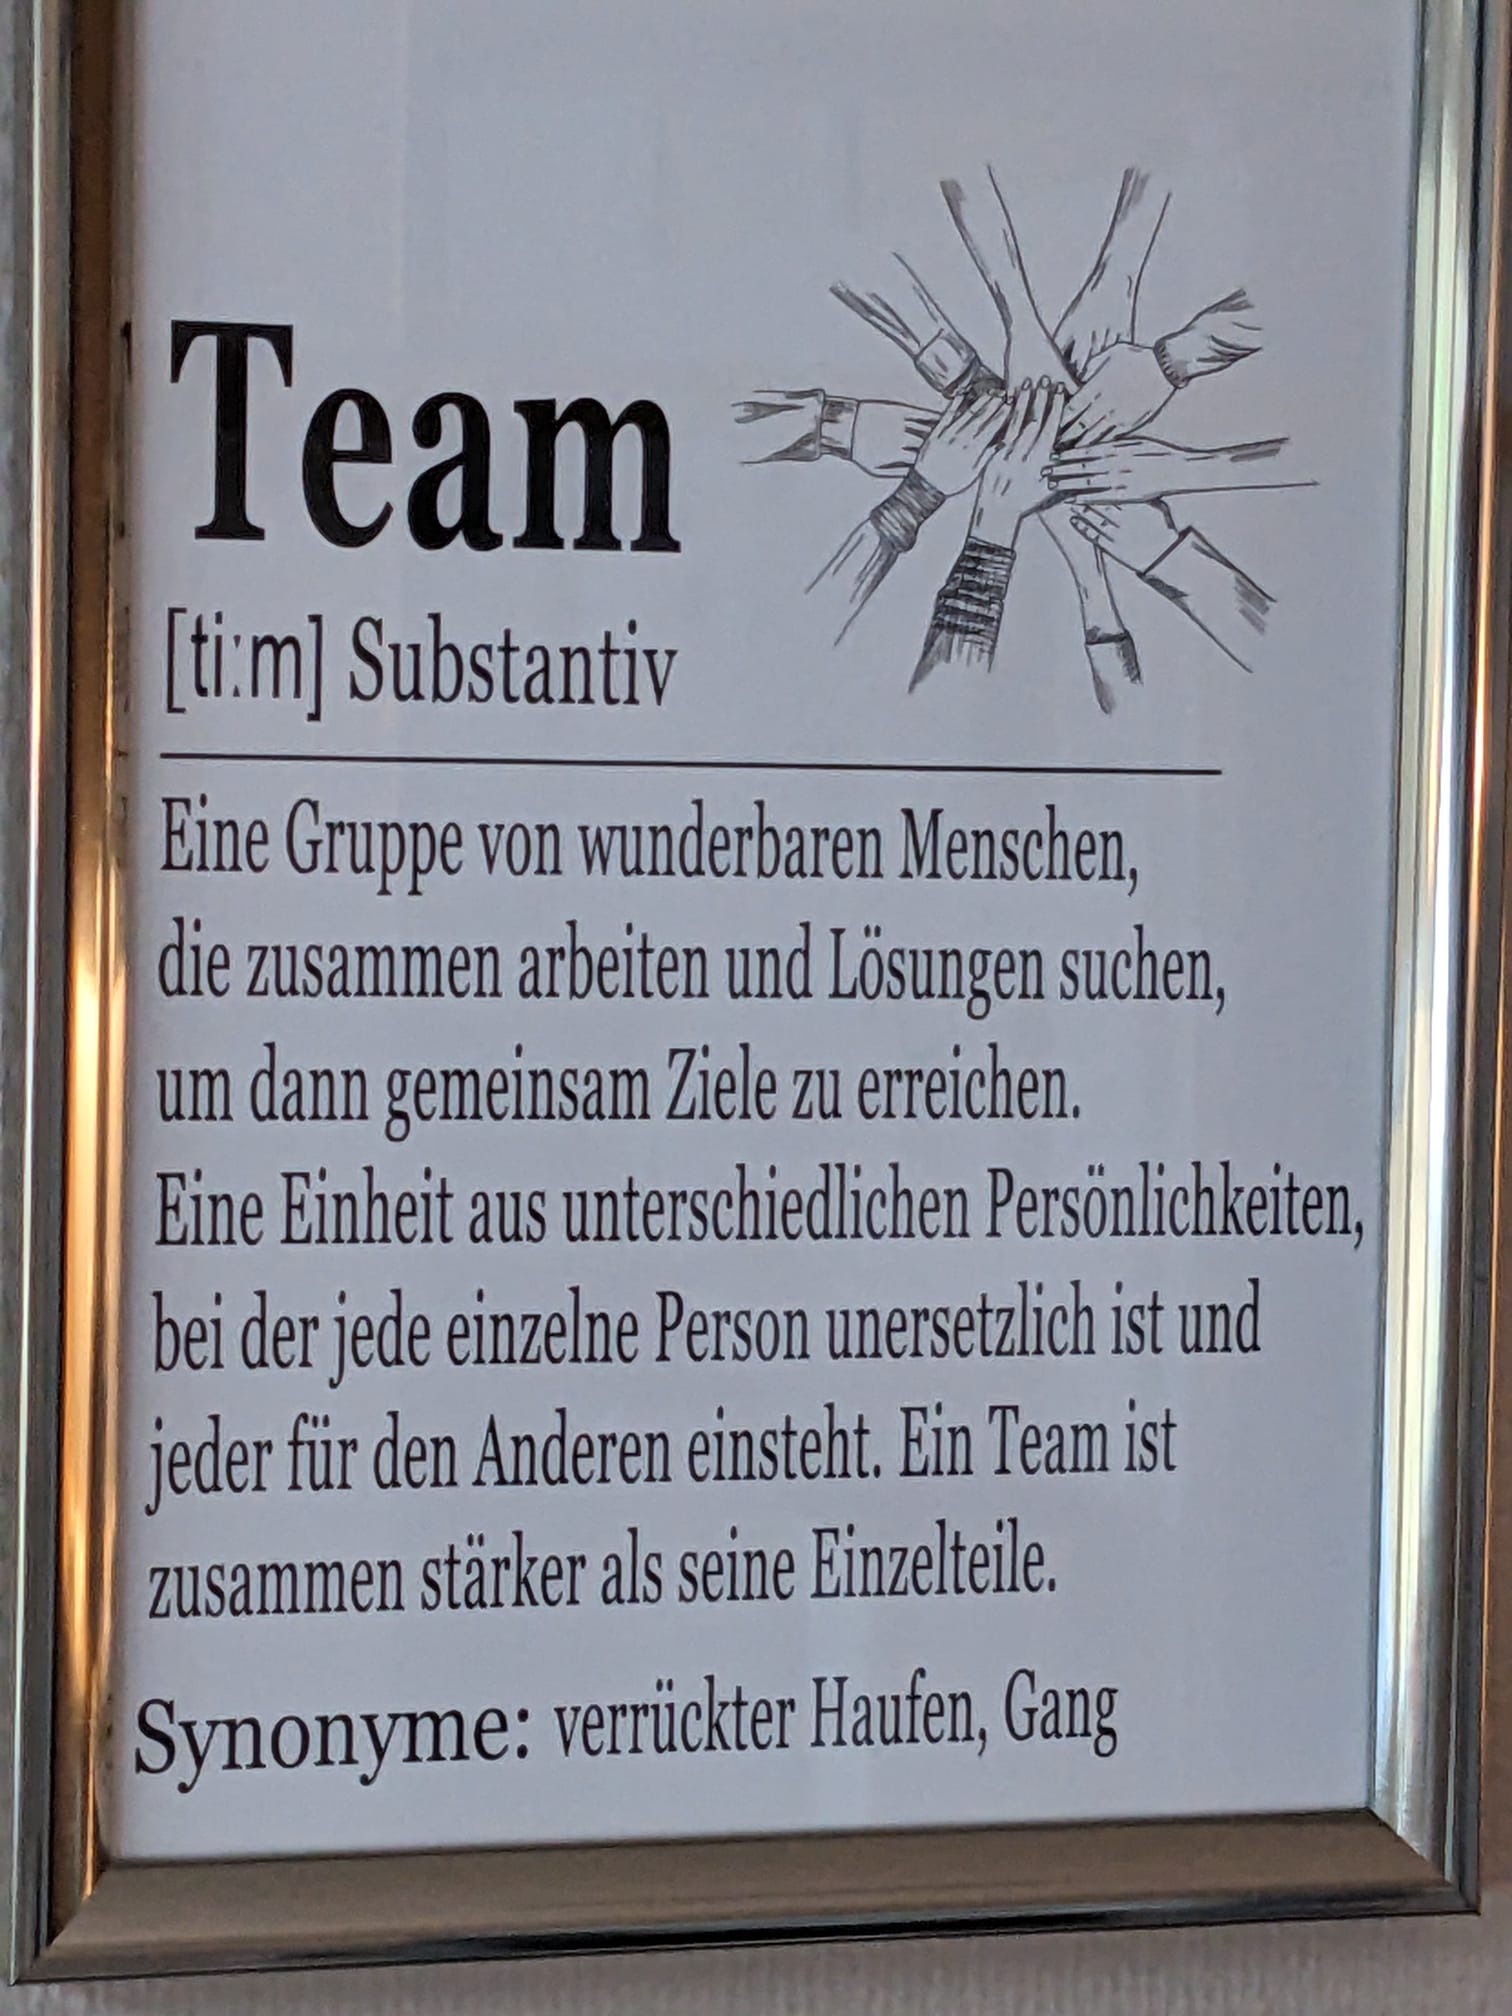 Team
[tiːm] Substantiv
Eine Gruppe von wunderbaren Menschen,
die zusammen arbeiten und Lösungen suchen,
um dann gemeinsam Ziele zu erreichen.
Eine Einheit aus unterschiedlichen Persönlichkeiten,
bei der jede einzelne Person unersetzlich ist und
jeder für den Anderen einsteht. Ein Team ist
zusammen stärker als seine Einzelteile.
Synonyme: verrückter Haufen, Gang